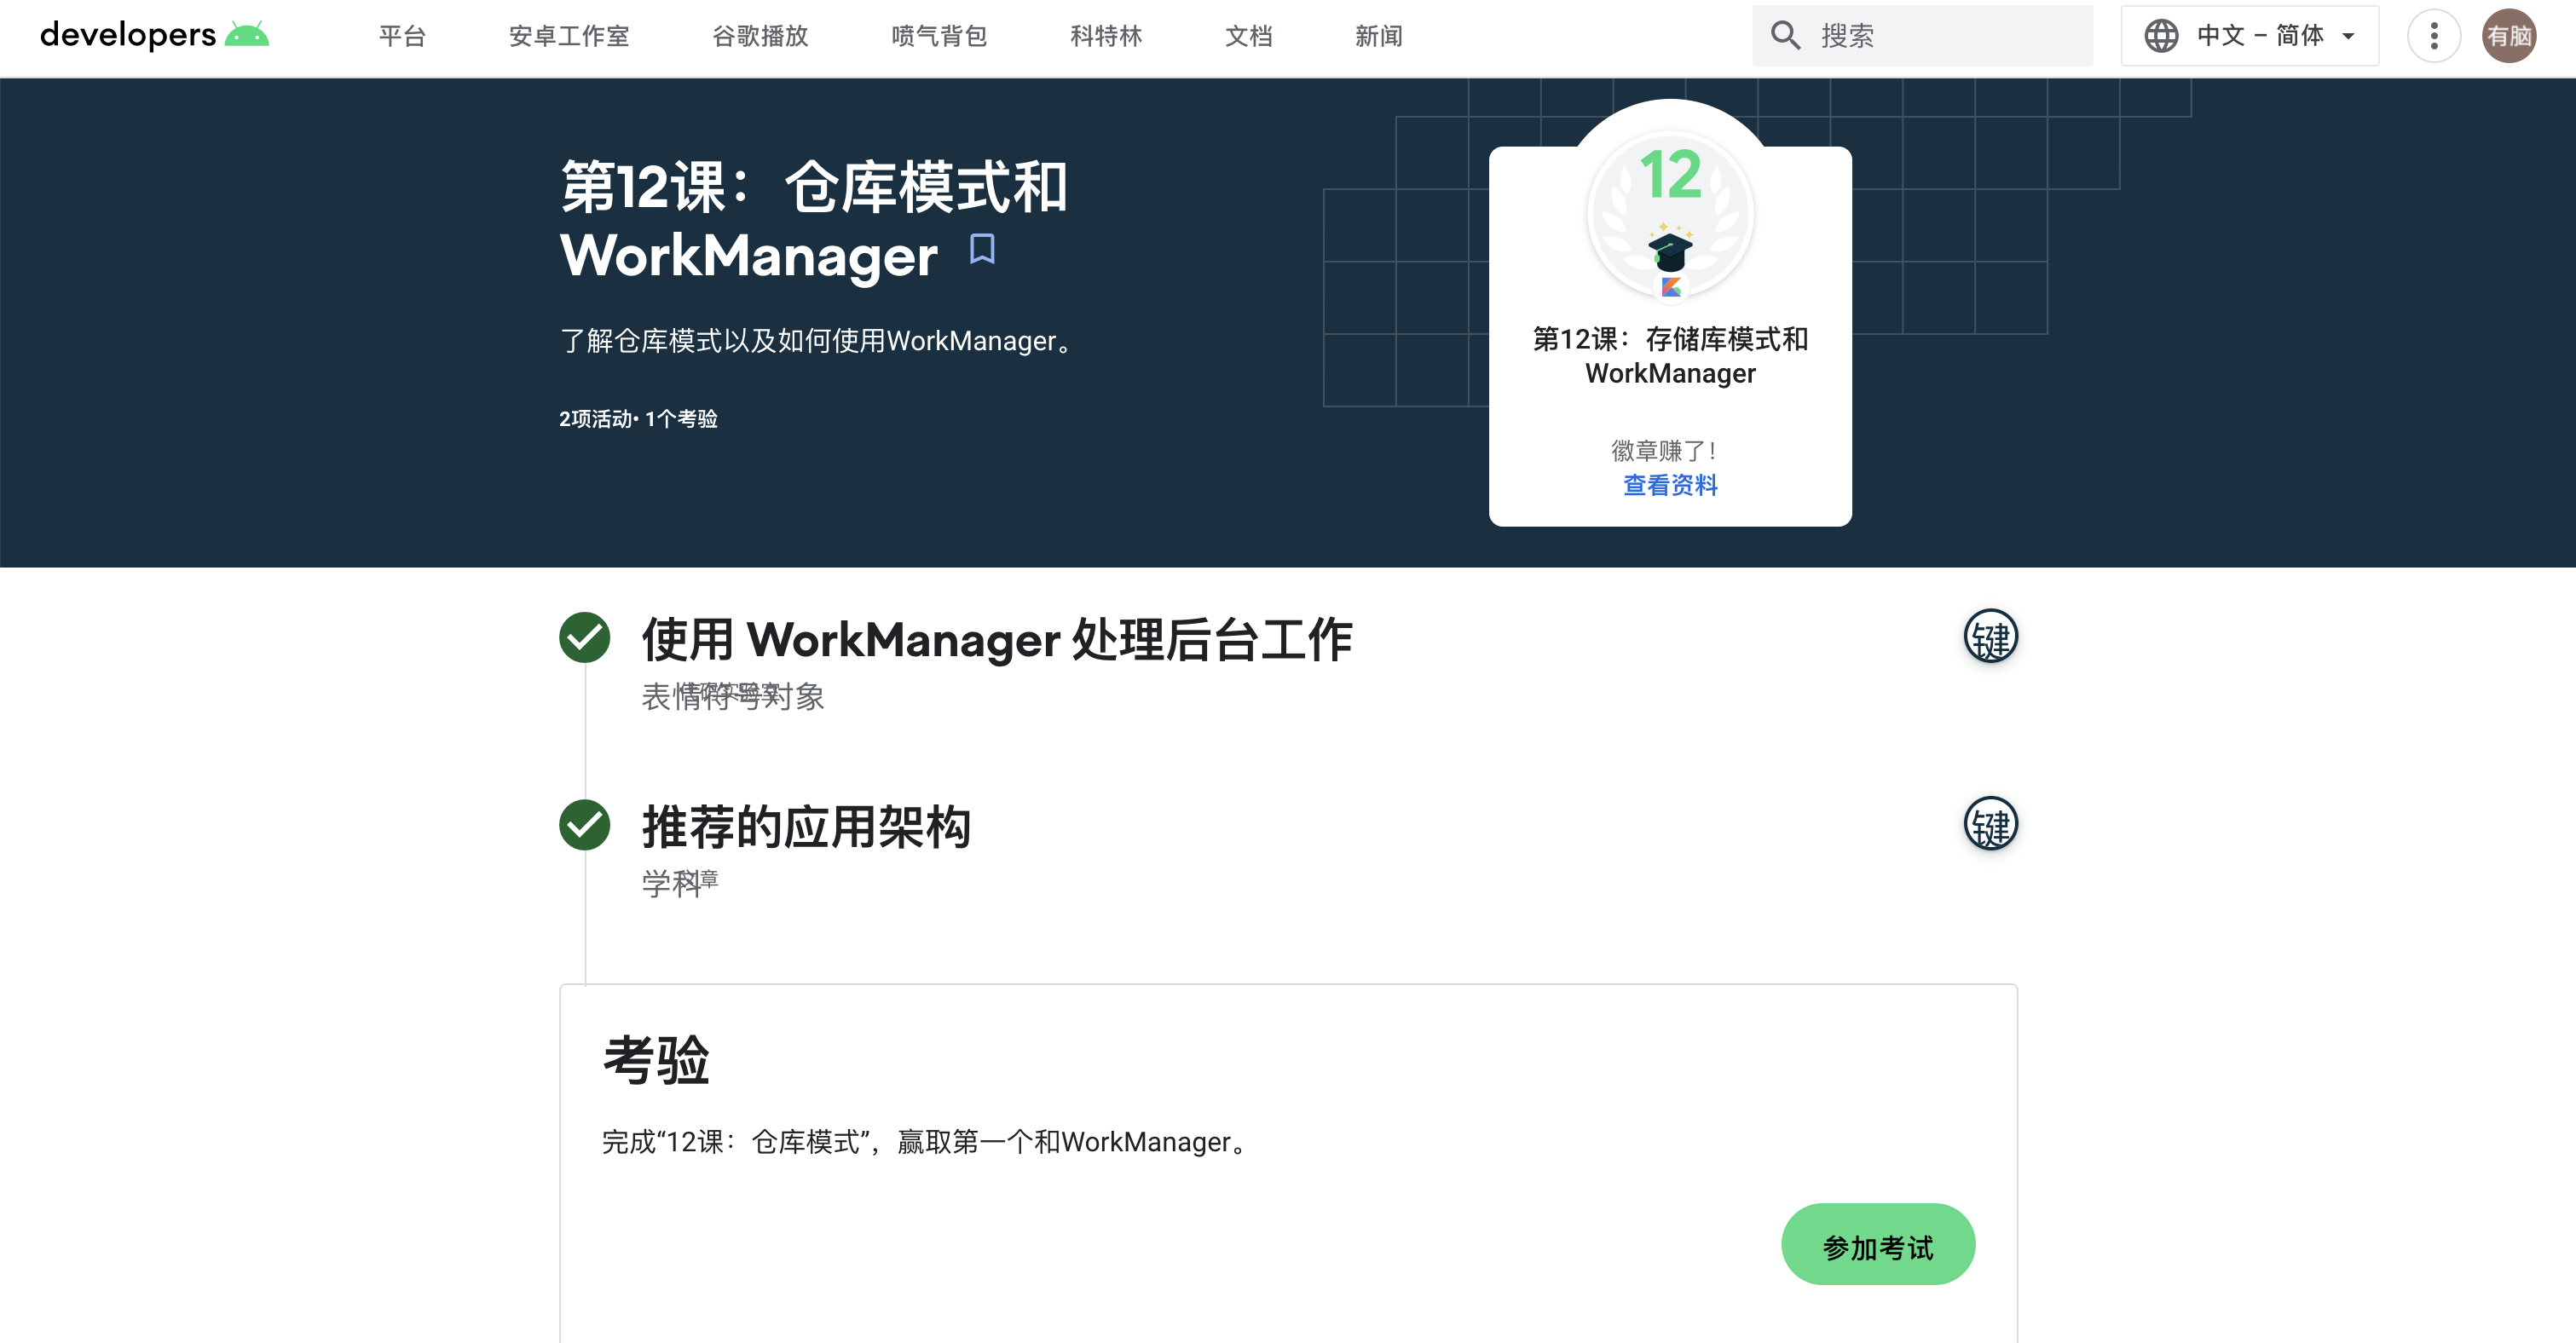 developers
平台
安卓工作室
谷歌播放
喷气背包
科特林
文档
新闻
搜索
中文 – 简体
有脑
第12课：仓库模式和
WorkManager
了解仓库模式以及如何使用WorkManager。
2项活动• 1个考验
12
第12课：存储库模式和
WorkManager
徽章赚了！
查看资料
使用 WorkManager 处理后台工作
键
表情符号对象
推荐的应用架构
键
学科
文章
考验
完成“12课：仓库模式”，赢取第一个和WorkManager。
参加考试